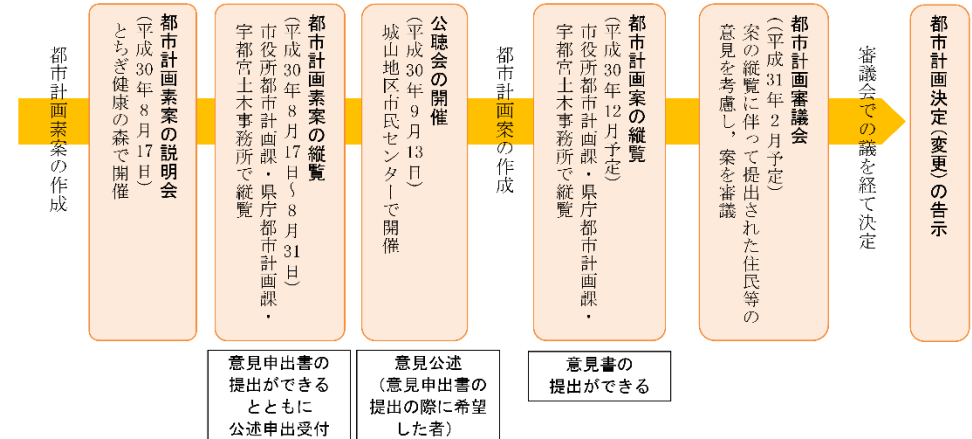 都市計画素案の作成
都市計画素案の説明会
(平成30年8月17日)
とちぎ健康の森で開催
都市計画素案の縦覧
(平成30年8月17日~8月31日)
市役所都市計画課・県庁都市計画課・
宇都宮土木事務所で縦覧
意見申出書の
提出ができる
とともに
公述申出受付
公聴会の開催
(平成30年9月13日)
城山地区市民センターで開催
意見公述
(意見申出書の
提出の際に希望
した者)
都市計画案の作成
都市計画案の縦覧
(平成30年12月予定)
市役所都市計画課・県庁都市計画課・
宇都宮土木事務所で縦覧
意見書の
提出ができる
都市計画審議会
((平成31年2月予定)
案の縦覧に伴って提出された住民等の
意見を考慮し,案を審議
審議会での議を経て決定
都市計画決定(変更)の告示